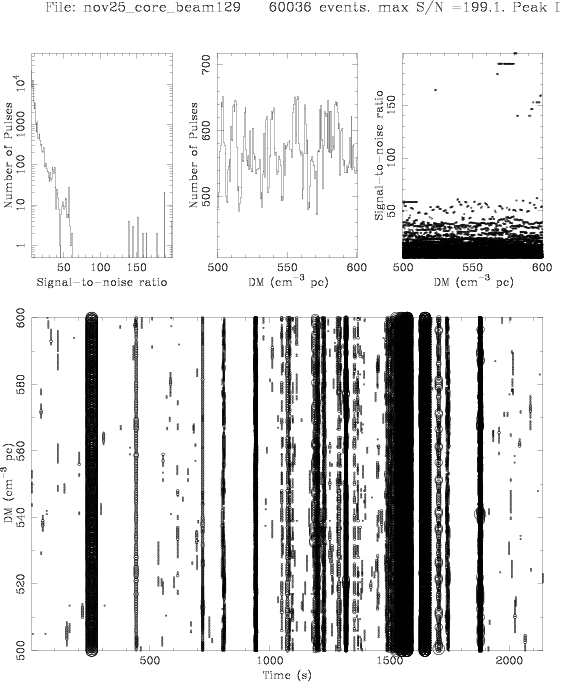 File: nov25_core_beam129 60036 events. max S/N =199.1. Peak
Number of Pulses
1 10 100 1000 10^4
50 100 150
Signal-to-noise ratio
Number of Pulses
500 600 700
500 550 600
DM (cm^-3 pc)
Signal-to-noise ratio
50 100 150
500 550 600
DM (cm^-3 pc)
DM (cm^-3 pc)
500 520 540 560 580 600
500 1000 1500 2000
Time (s)